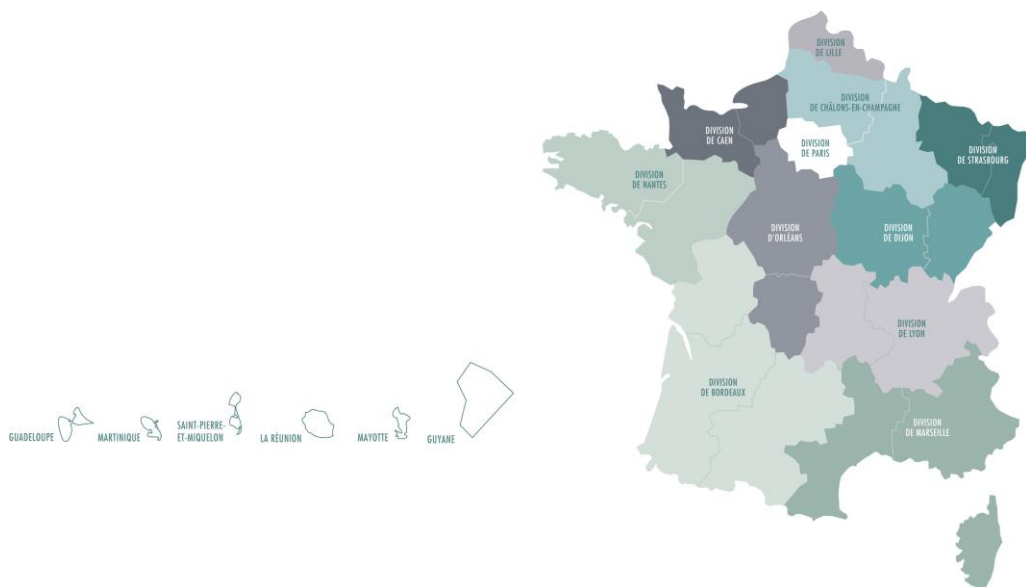 DIVISION
DE LILLE
DIVISION
DE CHÂLONS-EN-CHAMPAGNE
DIVISION
DE CAEN
DIVISION
DE PARIS
DIVISION
DE STRASBOURG
DIVISION
DE NANTES
DIVISION
D'ORLÉANS
DIVISION
DE DIJON
DIVISION
DE LYON
DIVISION
DE BORDEAUX
DIVISION
DE MARSEILLE
GUADELOUPE
MARTINIQUE
SAINT-PIERRE-
ET-MIQUELON
LA RÉUNION
MAYOTTE
GUYANE